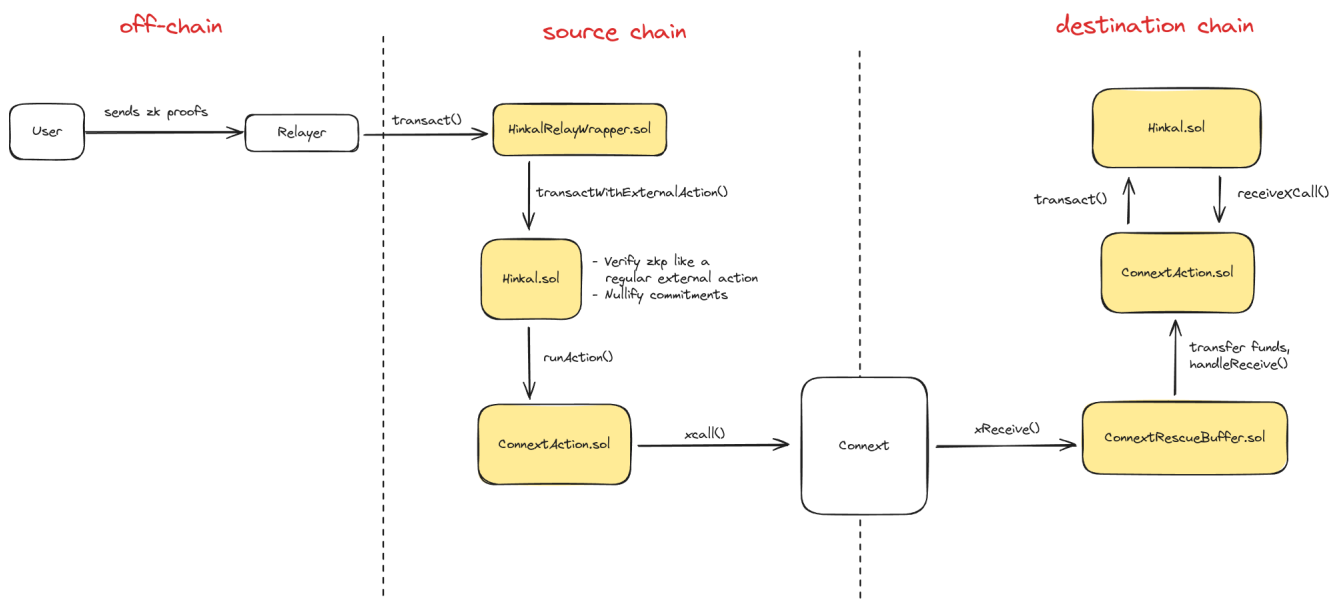 off-chain
source chain
destination chain
User
sends zk proofs
Relayer
transact()
HinkalRelayWrapper.sol
transactWithExternalAction()
Hinkal.sol
- Verify zkp like a
regular external action
- Nullify commitments
runAction()
ConnextAction.sol
xcall()
Connext
xReceive()
ConnextRescueBuffer.sol
transfer funds,
handleReceive()
ConnextAction.sol
transact()
receiveXCall()
Hinkal.sol